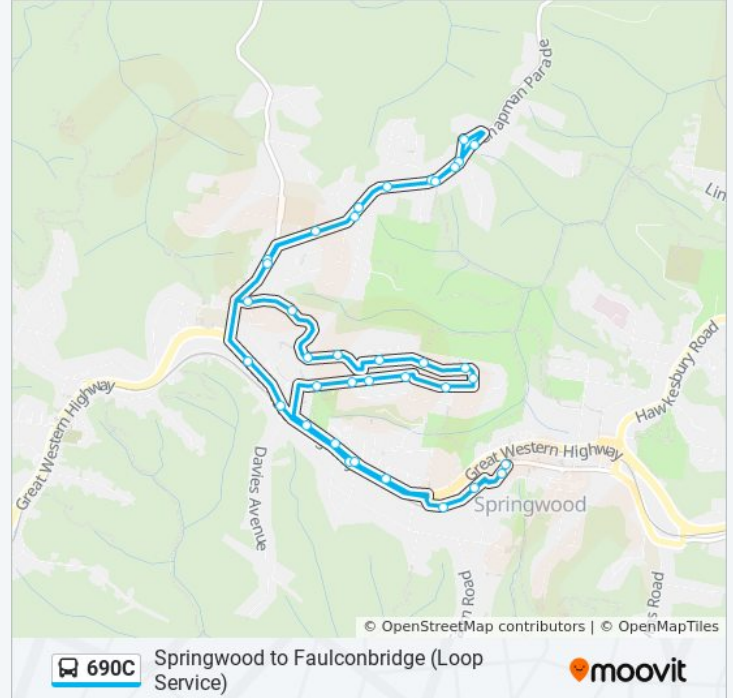 Chapman Parade
Lin
Hawkesbury Road
Great Western Highway
Great Western Highway
Davies Avenue
Springwood
Road
Road
© OpenStreetMap contributors | © OpenMapTiles
690C
Springwood to Faulconbridge (Loop
Service)
moovit